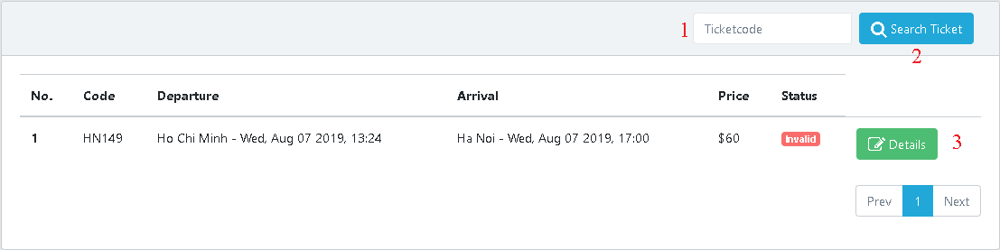 1 Ticketcode Search Ticket
2
No. Code Departure Arrival Price Status
1 HN149 Ho Chi Minh - Wed, Aug 07 2019, 13:24 Ha Noi - Wed, Aug 07 2019, 17:00 $60 Invalid Details 3
Prev 1 Next